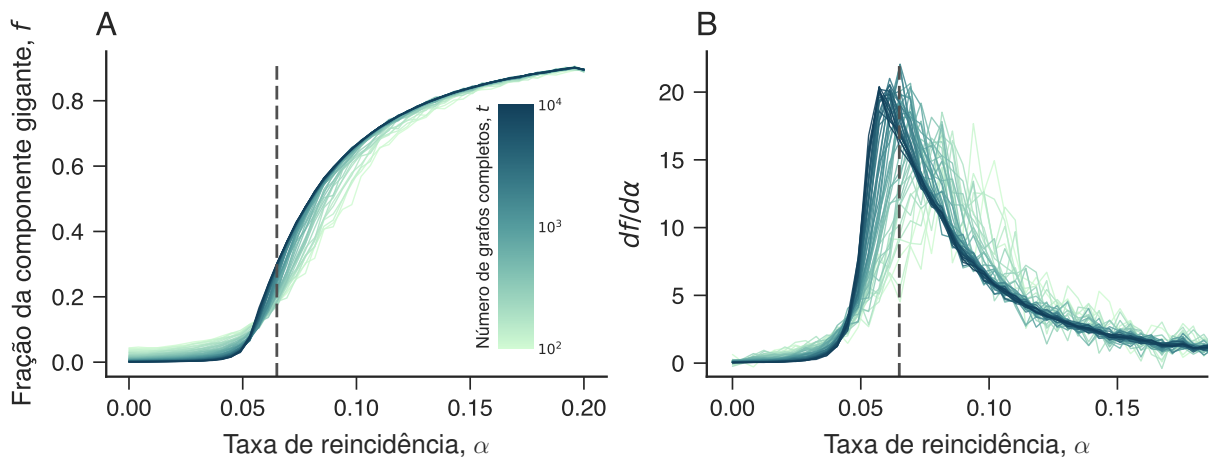 A
Fração da componente gigante, f
0.8
0.6
0.4
0.2
0.0
0.00 0.05 0.10 0.15 0.20
Taxa de reincidência, α
Número de grafos completos, t
10⁴
10³
10²
B
df/dα
20
15
10
5
0
0.00 0.05 0.10 0.15
Taxa de reincidência, α